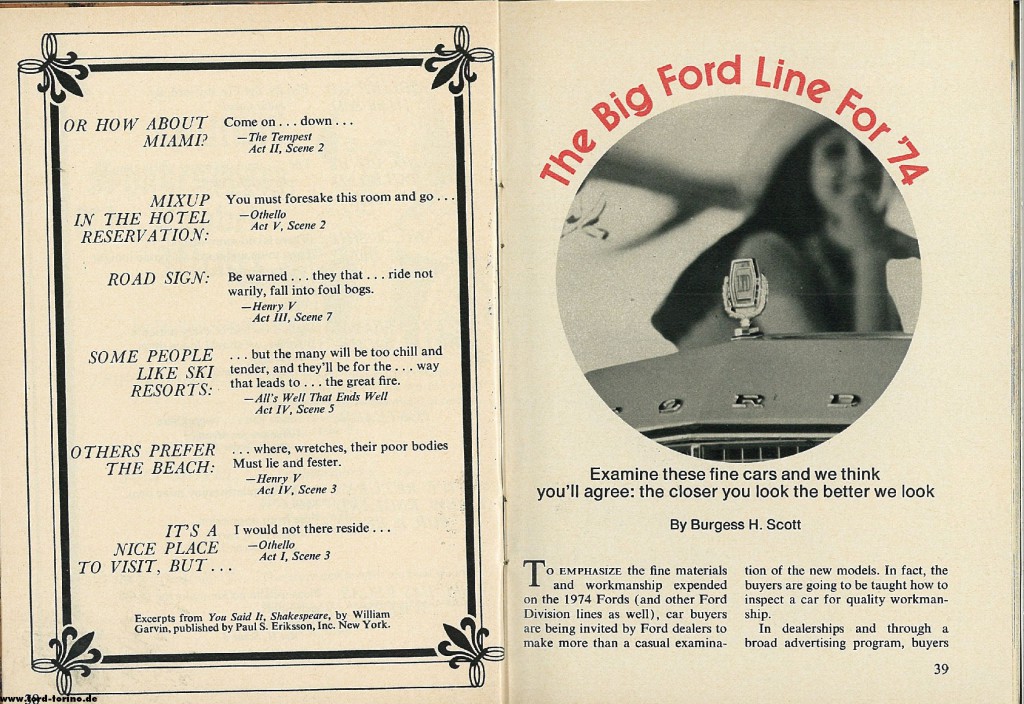 OR HOW ABOUT
MIAMI?
Come on . . . down . . .
—The Tempest
Act II, Scene 2
MIXUP
IN THE HOTEL
RESERVATION:
You must foresake this room and go . . .
—Othello
Act V, Scene 2
ROAD SIGN:
Be warned . . . they that . . . ride not
warily, fall into foul bogs.
—Henry V
Act III, Scene 7
SOME PEOPLE
LIKE SKI
RESORTS:
. . . but the many will be too chill and
tender, and they'll be for the . . . way
that leads to . . . the great fire.
—All's Well That Ends Well
Act IV, Scene 5
OTHERS PREFER
THE BEACH:
. . . where, wretches, their poor bodies
Must lie and fester.
—Henry V
Act IV, Scene 3
IT'S A
NICE PLACE
TO VISIT, BUT . . .
I would not there reside . . .
—Othello
Act I, Scene 3
Excerpts from You Said It, Shakespeare, by William
Garvin, published by Paul S. Eriksson, Inc. New York.
www.ford-torino.de
The Big Ford Line For '74
ORD
Examine these fine cars and we think
you'll agree: the closer you look the better we look
By Burgess H. Scott
TO EMPHASIZE the fine materials
and workmanship expended
on the 1974 Fords (and other Ford
Division lines as well), car buyers
are being invited by Ford dealers to
make more than a casual examina-
tion of the new models. In fact, the
buyers are going to be taught how to
inspect a car for quality workman-
ship.
In dealerships and through a
broad advertising program, buyers
39